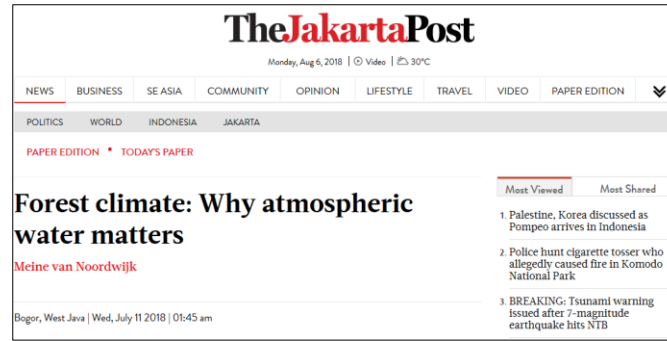 TheJakartaPost
Monday, Aug 6, 2018 | Video | 30°C
NEWS BUSINESS SE ASIA COMMUNITY OPINION LIFESTYLE TRAVEL VIDEO PAPER EDITION
POLITICS WORLD INDONESIA JAKARTA
PAPER EDITION • TODAY'S PAPER
Forest climate: Why atmospheric
water matters
Meine van Noordwijk
Bogor, West Java | Wed, July 11 2018 | 01:45 am
Most Viewed Most Shared
1. Palestine, Korea discussed as
Pompeo arrives in Indonesia
2. Police hunt cigarette tosser who
allegedly caused fire in Komodo
National Park
3. BREAKING: Tsunami warning
issued after 7-magnitude
earthquake hits NTB